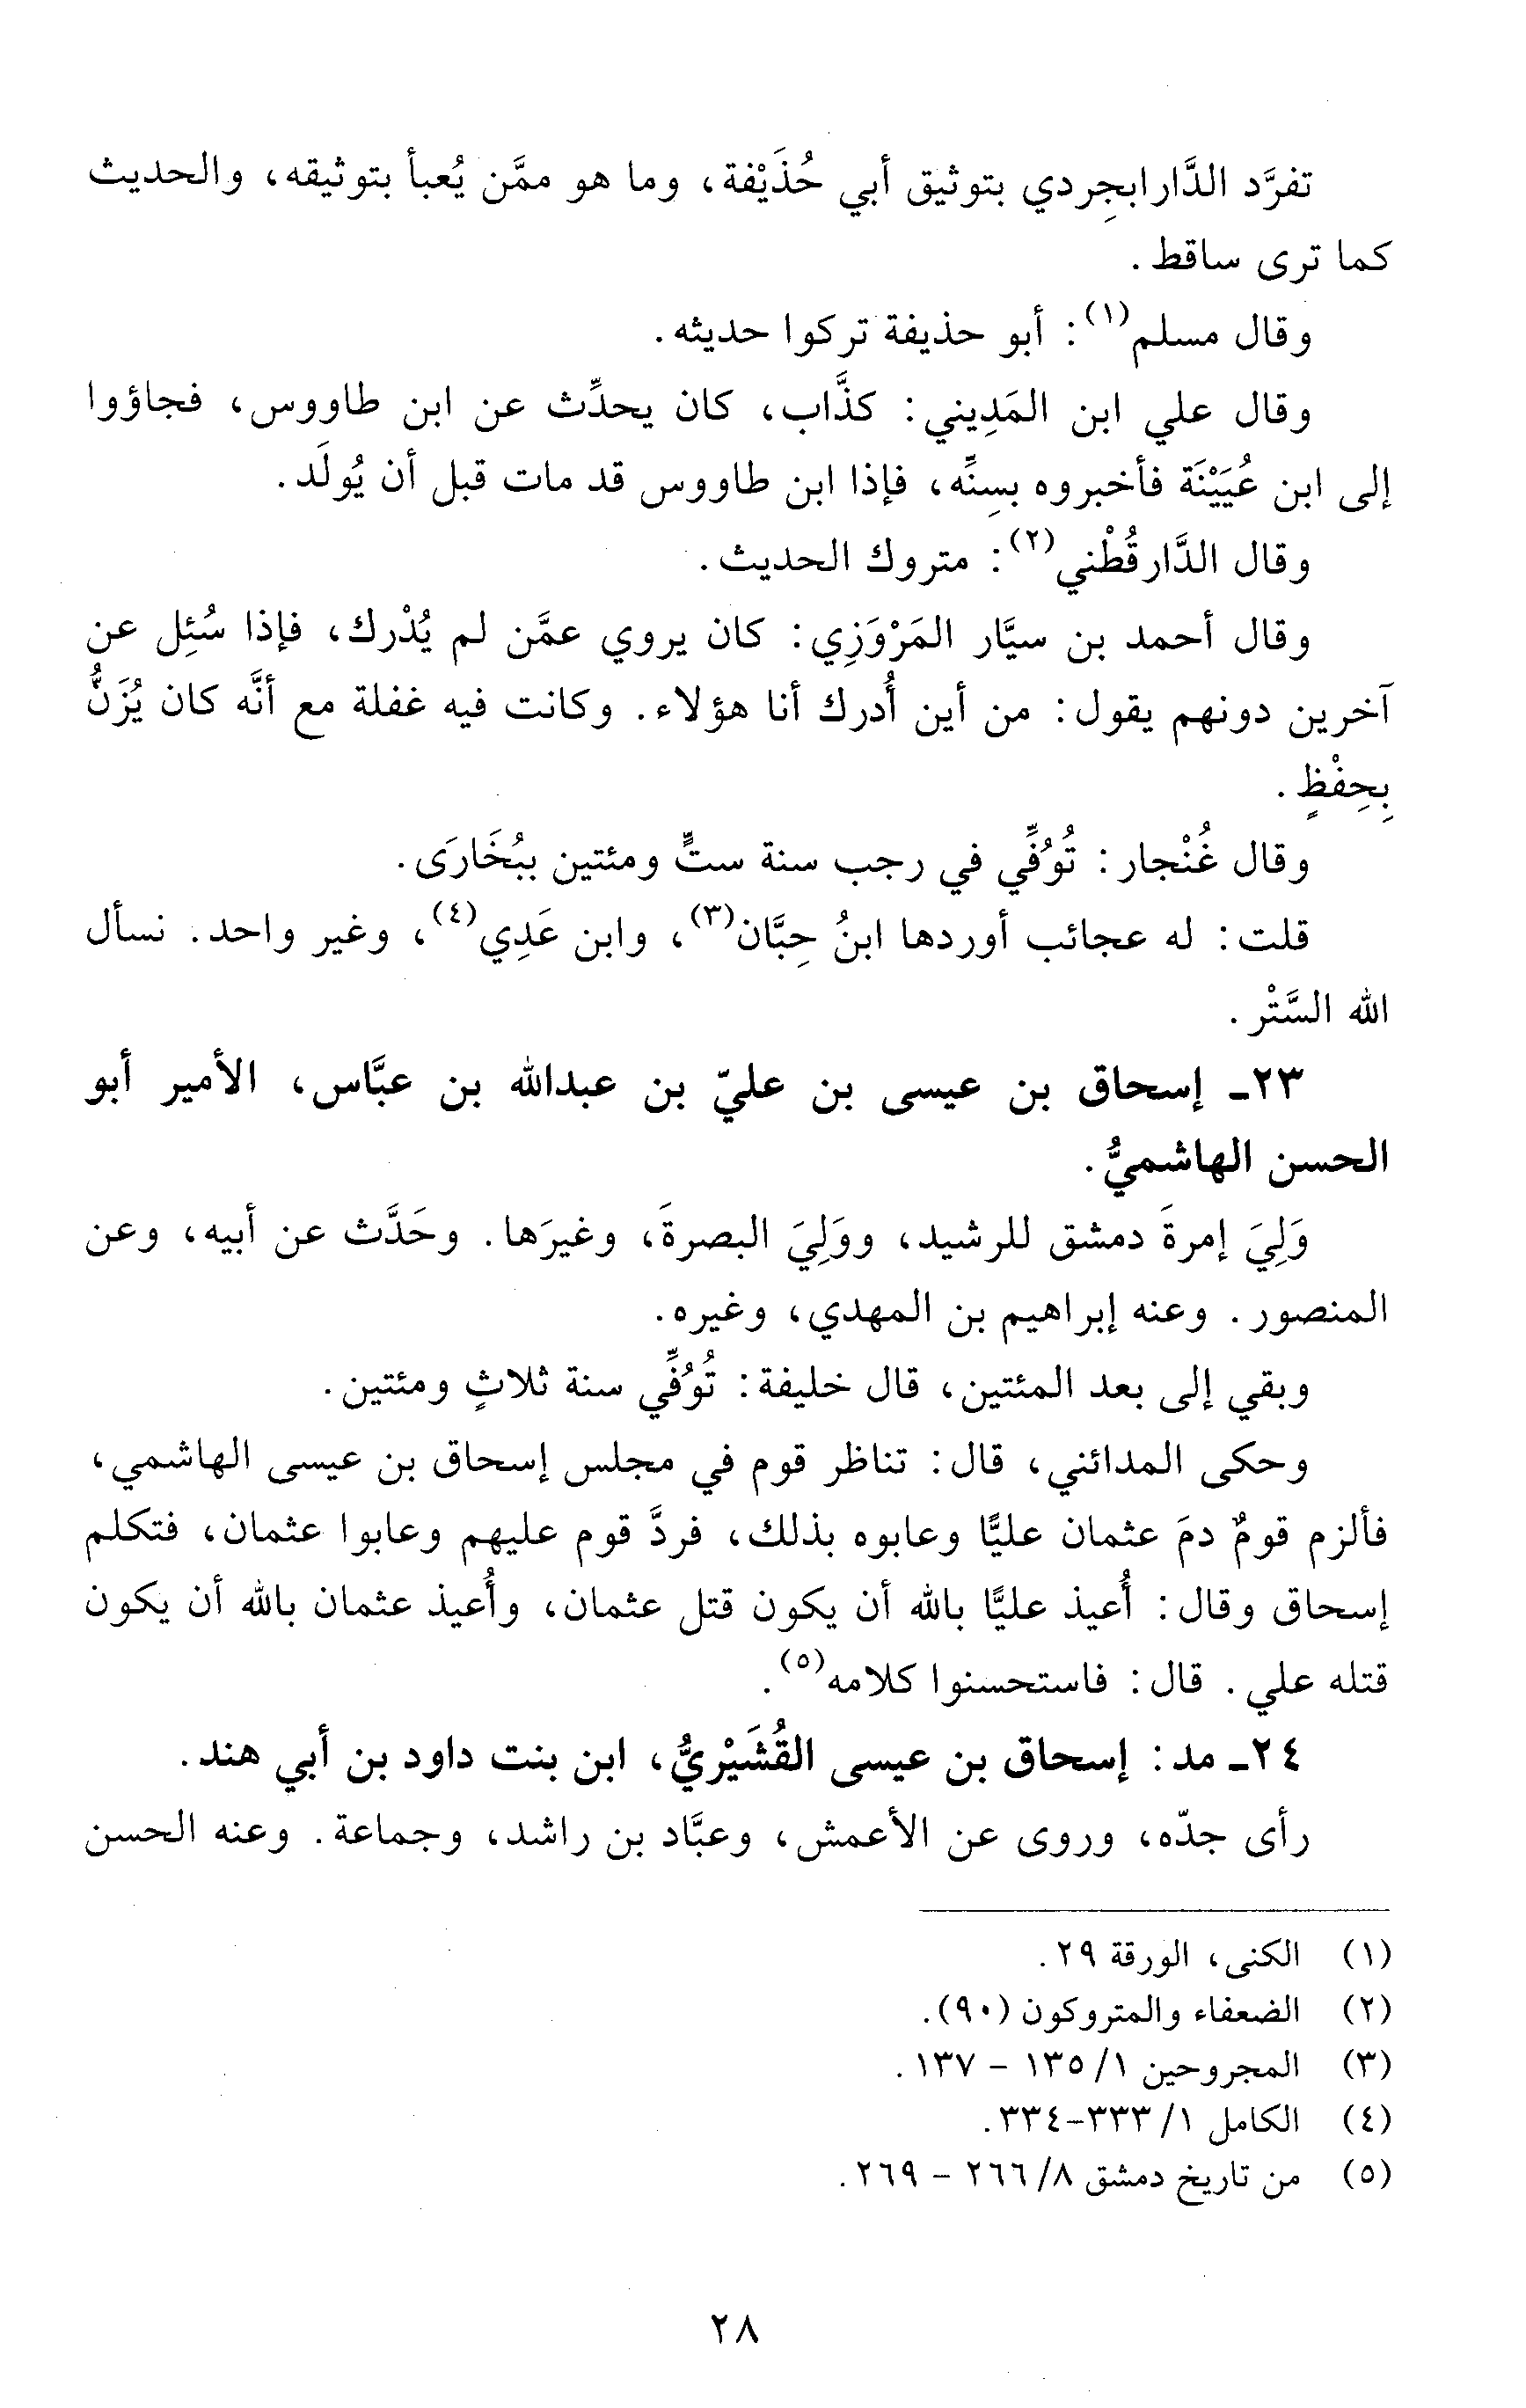 تفرَّد الدَّارابجِردي بتوثيق أبي حُذَيْفة، وما هو ممَّن يُعبأ بتوثيقه، والحديث
كما ترى ساقط.
وقال مسلم(١): أبو حذيفة تركوا حديثه.
وقال علي ابن المَدِيني: كذَّاب، كان يحدِّث عن ابن طاووس، فجاؤوا
إلى ابن عُيَيْنَة فأخبروه بسِنِّه، فإذا ابن طاووس قد مات قبل أن يُولَد.
وقال الدَّارقُطْني(٢): متروك الحديث.
وقال أحمد بن سيَّار المَرْوَزِي: كان يروي عمَّن لم يُدْرك، فإذا سُئِل عن
آخرين دونهم يقول: من أين أُدرك أنا هؤلاء. وكانت فيه غفلة مع أنَّه كان يُزَنُّ
بِحِفْظٍ.
وقال غُنْجار: تُوُفِّي في رجب سنة ستٍّ ومئتين ببُخَارَى.
قلت: له عجائب أوردها ابنُ حِبَّان(٣)، وابن عَدِي(٤)، وغير واحد. نسأل
الله السَّتْر.
٢٣ـ إسحاق بن عيسى بن عليّ بن عبدالله بن عبَّاس، الأمير أبو
الحسن الهاشميُّ.
وَلِيَ إمرةَ دمشق للرشيد، ووَلِيَ البصرةَ، وغيرَها. وحَدَّث عن أبيه، وعن
المنصور. وعنه إبراهيم بن المهدي، وغيره.
وبقي إلى بعد المئتين، قال خليفة: تُوُفِّي سنة ثلاثٍ ومئتين.
وحكى المدائني، قال: تناظر قوم في مجلس إسحاق بن عيسى الهاشمي،
فألزم قومٌ دمَ عثمان عليًّا وعابوه بذلك، فردَّ قوم عليهم وعابوا عثمان، فتكلم
إسحاق وقال: أُعيذ عليًّا بالله أن يكون قتل عثمان، وأُعيذ عثمان بالله أن يكون
قتله علي. قال: فاستحسنوا كلامه(٥).
٢٤ـ مد: إسحاق بن عيسى القُشَيْريُّ، ابن بنت داود بن أبي هند.
رأى جدّه، وروى عن الأعمش، وعبَّاد بن راشد، وجماعة. وعنه الحسن
(١) الكنى، الورقة ٢٩.
(٢) الضعفاء والمتروكون (٩٠).
(٣) المجروحين ١/ ١٣٥ - ١٣٧.
(٤) الكامل ١/ ٣٣٣-٣٣٤.
(٥) من تاريخ دمشق ٨/ ٢٦٦ - ٢٦٩.
٢٨